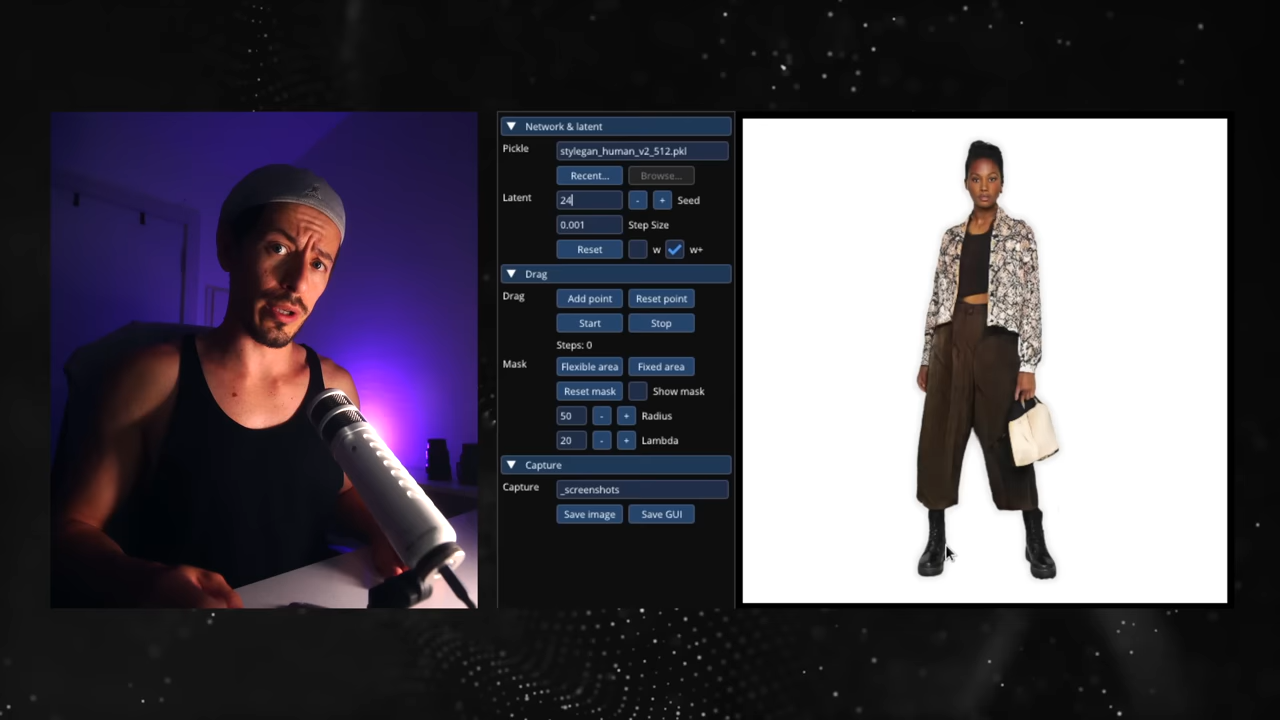 Network & latent
Pickle stylegan_human_v2_512.pkl
Recent... Browse...
Latent 24 - + Seed
0.001 Step Size
Reset w w+
Drag
Drag Add point Reset point
Start Stop
Steps: 0
Mask Flexible area Fixed area
Reset mask Show mask
50 - + Radius
20 - + Lambda
Capture
Capture _screenshots
Save image Save GUI